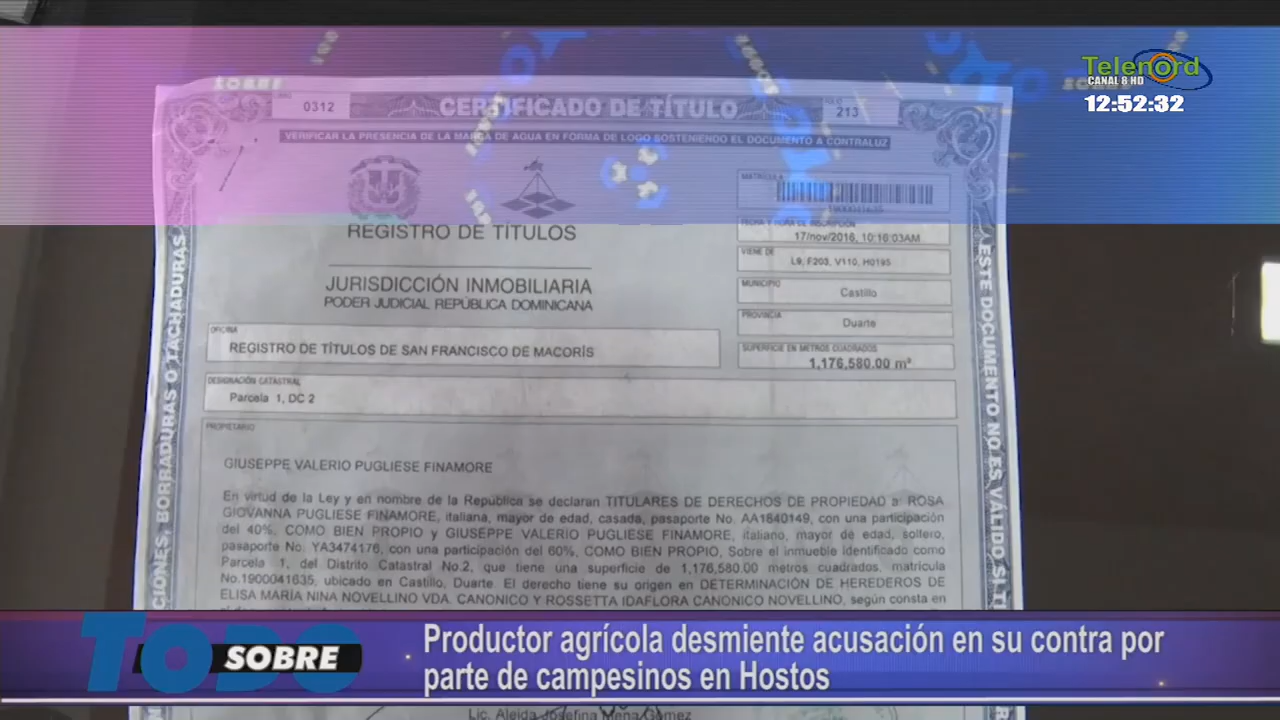 Telenord
CANAL 8 HD
12:52:32
0312
CERTIFICADO DE TÍTULO
213
VERIFICAR LA PRESENCIA DE LA MARCA DE AGUA EN FORMA DE LOGO SOSTENIENDO EL DOCUMENTO A CONTRALUZ
MATRICULA
REGISTRO DE TÍTULOS
FECHA Y HORA DE INSCRIPCIÓN
17/nov/2016, 10:16:03AM
VIENE DE
L9, F203, V110, H0195
JURISDICCIÓN INMOBILIARIA
PODER JUDICIAL REPÚBLICA DOMINICANA
MUNICIPIO
Castillo
PROVINCIA
Duarte
OFICINA
REGISTRO DE TÍTULOS DE SAN FRANCISCO DE MACORÍS
SUPERFICIE EN METROS CUADRADOS
1,176,580.00 m²
DESIGNACIÓN CATASTRAL
Parcela 1, DC 2
PROPIETARIO
GIUSEPPE VALERIO PUGLIESE FINAMORE
En virtud de la Ley y en nombre de la República se declaran TITULARES DE DERECHOS DE PROPIEDAD a: ROSA
GIOVANNA PUGLIESE FINAMORE, italiana, mayor de edad, casada, pasaporte No. AA1840149, con una participación
del 40%, COMO BIEN PROPIO y GIUSEPPE VALERIO PUGLIESE FINAMORE, italiano, mayor de edad, soltero,
pasaporte No. YA3474176, con una participación del 60%, COMO BIEN PROPIO, Sobre el inmueble identificado como
Parcela 1, del Distrito Catastral No.2, que tiene una superficie de 1,176,580.00 metros cuadrados, matrícula
No.1900041635, ubicado en Castillo, Duarte. El derecho tiene su origen en DETERMINACIÓN DE HEREDEROS DE
ELISA MARIA NINA NOVELLINO VDA. CANONICO Y ROSSETTA IDAFLORA CANONICO NOVELLINO, según consta en
CIONES, BORRADURAS O TACHADURAS
ESTE DOCUMENTO NO ES VÁLIDO SI TI
TODO
SOBRE
Productor agrícola desmiente acusación en su contra por
parte de campesinos en Hostos
Lic. Aleida Josefina Mena Gómez